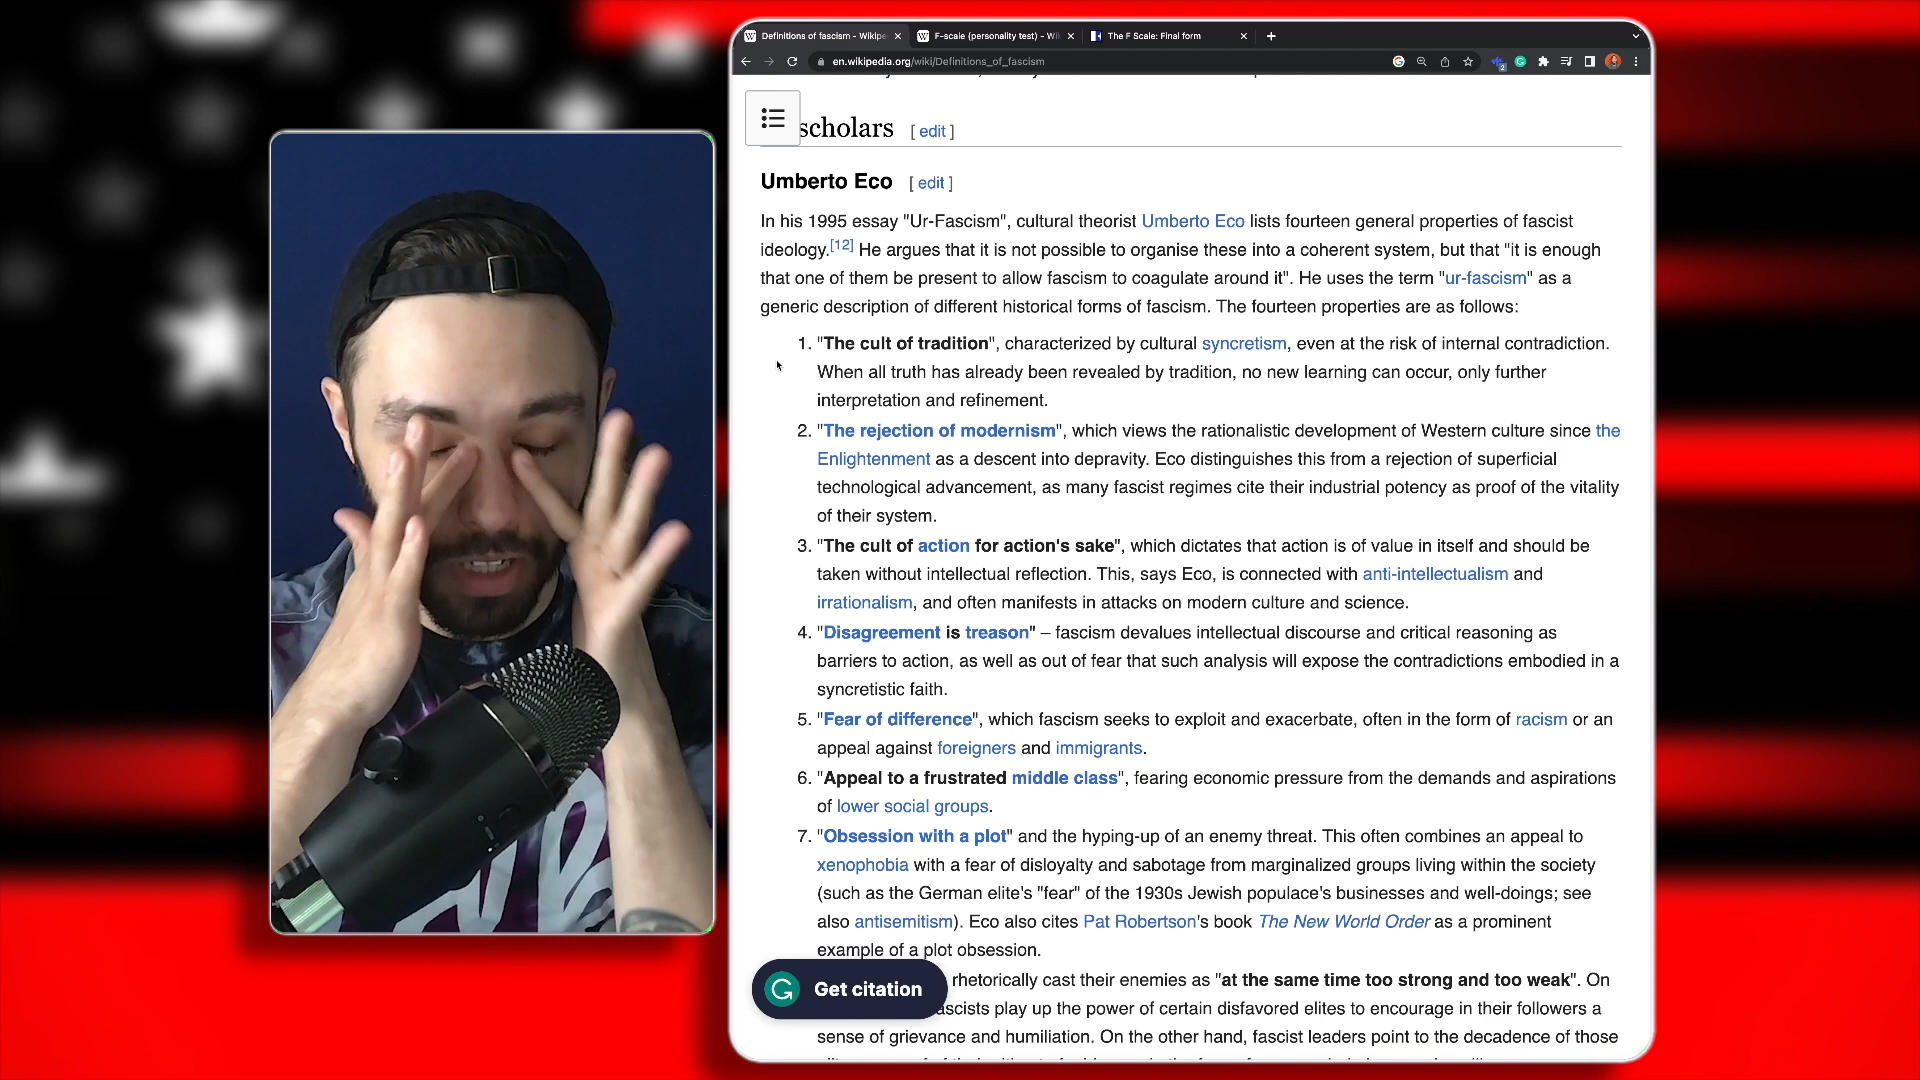 Definitions of fascism - Wikipe
F-scale (personality test) - Wi
The F Scale: Final form
en.wikipedia.org/wiki/Definitions_of_fascism
scholars [ edit ]
Umberto Eco [ edit ]
In his 1995 essay "Ur-Fascism", cultural theorist Umberto Eco lists fourteen general properties of fascist
ideology.[12] He argues that it is not possible to organise these into a coherent system, but that "it is enough
that one of them be present to allow fascism to coagulate around it". He uses the term "ur-fascism" as a
generic description of different historical forms of fascism. The fourteen properties are as follows:
1. "The cult of tradition", characterized by cultural syncretism, even at the risk of internal contradiction.
When all truth has already been revealed by tradition, no new learning can occur, only further
interpretation and refinement.
2. "The rejection of modernism", which views the rationalistic development of Western culture since the
Enlightenment as a descent into depravity. Eco distinguishes this from a rejection of superficial
technological advancement, as many fascist regimes cite their industrial potency as proof of the vitality
of their system.
3. "The cult of action for action's sake", which dictates that action is of value in itself and should be
taken without intellectual reflection. This, says Eco, is connected with anti-intellectualism and
irrationalism, and often manifests in attacks on modern culture and science.
4. "Disagreement is treason" – fascism devalues intellectual discourse and critical reasoning as
barriers to action, as well as out of fear that such analysis will expose the contradictions embodied in a
syncretistic faith.
5. "Fear of difference", which fascism seeks to exploit and exacerbate, often in the form of racism or an
appeal against foreigners and immigrants.
6. "Appeal to a frustrated middle class", fearing economic pressure from the demands and aspirations
of lower social groups.
7. "Obsession with a plot" and the hyping-up of an enemy threat. This often combines an appeal to
xenophobia with a fear of disloyalty and sabotage from marginalized groups living within the society
(such as the German elite's "fear" of the 1930s Jewish populace's businesses and well-doings; see
also antisemitism). Eco also cites Pat Robertson's book The New World Order as a prominent
example of a plot obsession.
rhetorically cast their enemies as "at the same time too strong and too weak". On
Get citation
ascists play up the power of certain disfavored elites to encourage in their followers a
sense of grievance and humiliation. On the other hand, fascist leaders point to the decadence of those